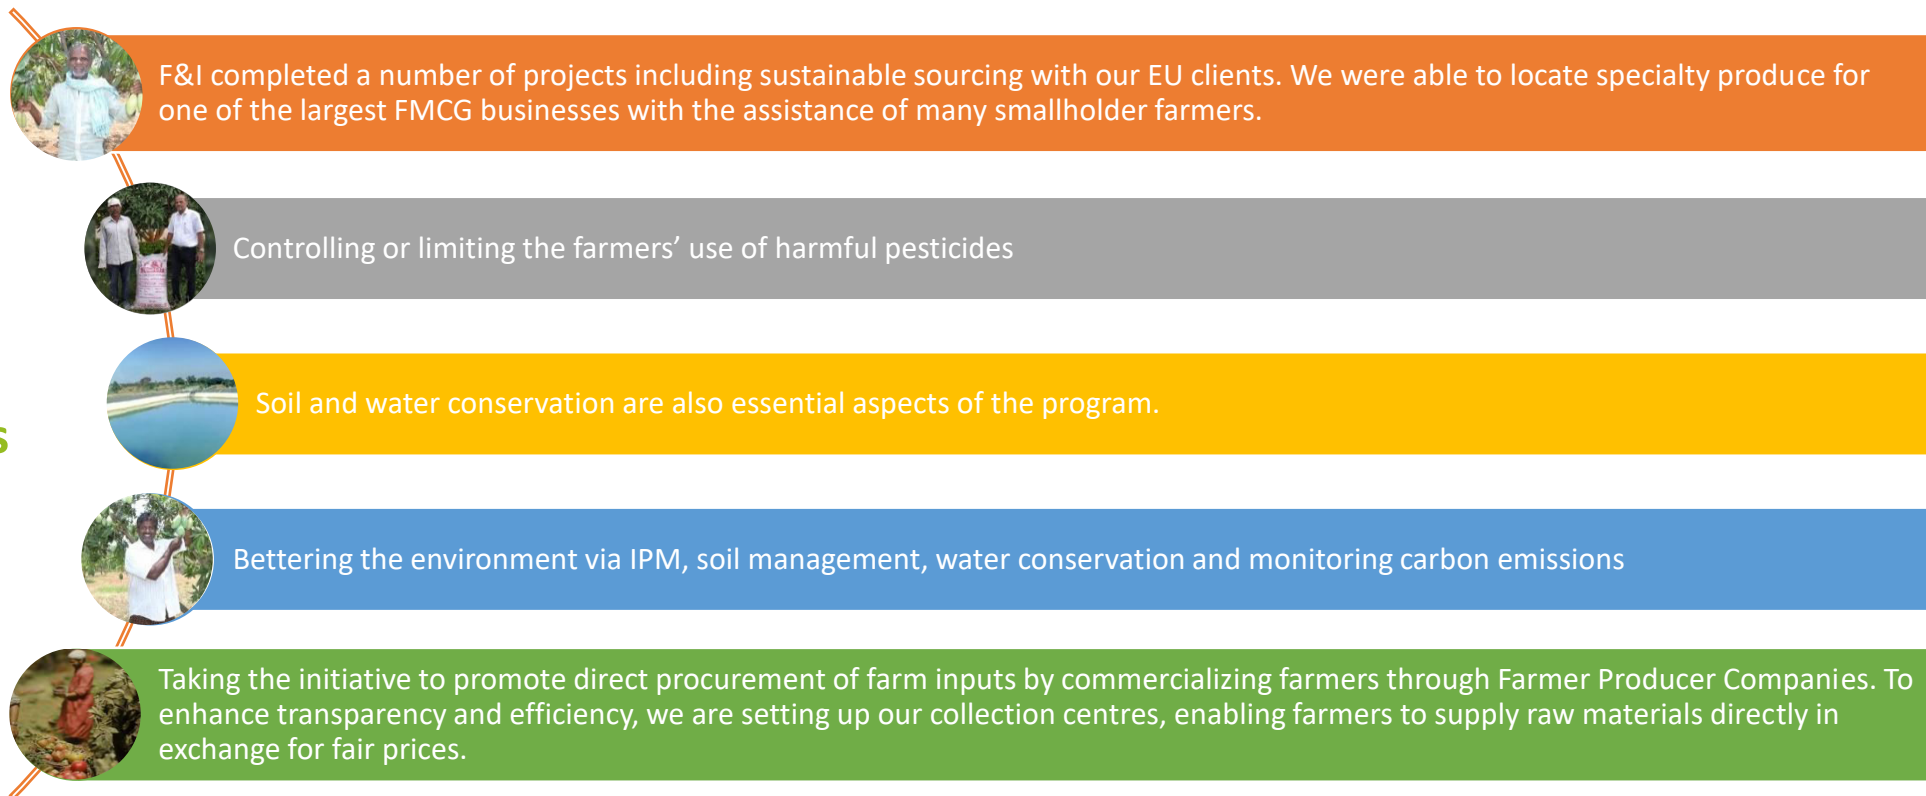 F&I completed a number of projects including sustainable sourcing with our EU clients. We were able to locate specialty produce for
one of the largest FMCG businesses with the assistance of many smallholder farmers.
Controlling or limiting the farmers’ use of harmful pesticides
Soil and water conservation are also essential aspects of the program.
s
Bettering the environment via IPM, soil management, water conservation and monitoring carbon emissions
Taking the initiative to promote direct procurement of farm inputs by commercializing farmers through Farmer Producer Companies. To
enhance transparency and efficiency, we are setting up our collection centres, enabling farmers to supply raw materials directly in
exchange for fair prices.